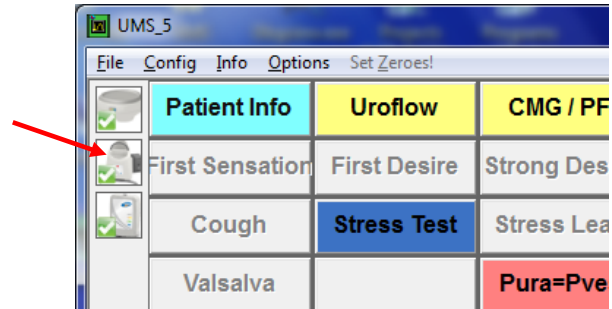 UMS_5
File Config Info Options Set Zeroes!
Patient Info Uroflow CMG / PF
First Sensation First Desire Strong Des
Cough Stress Test Stress Lea
Valsalva Pura=Pve